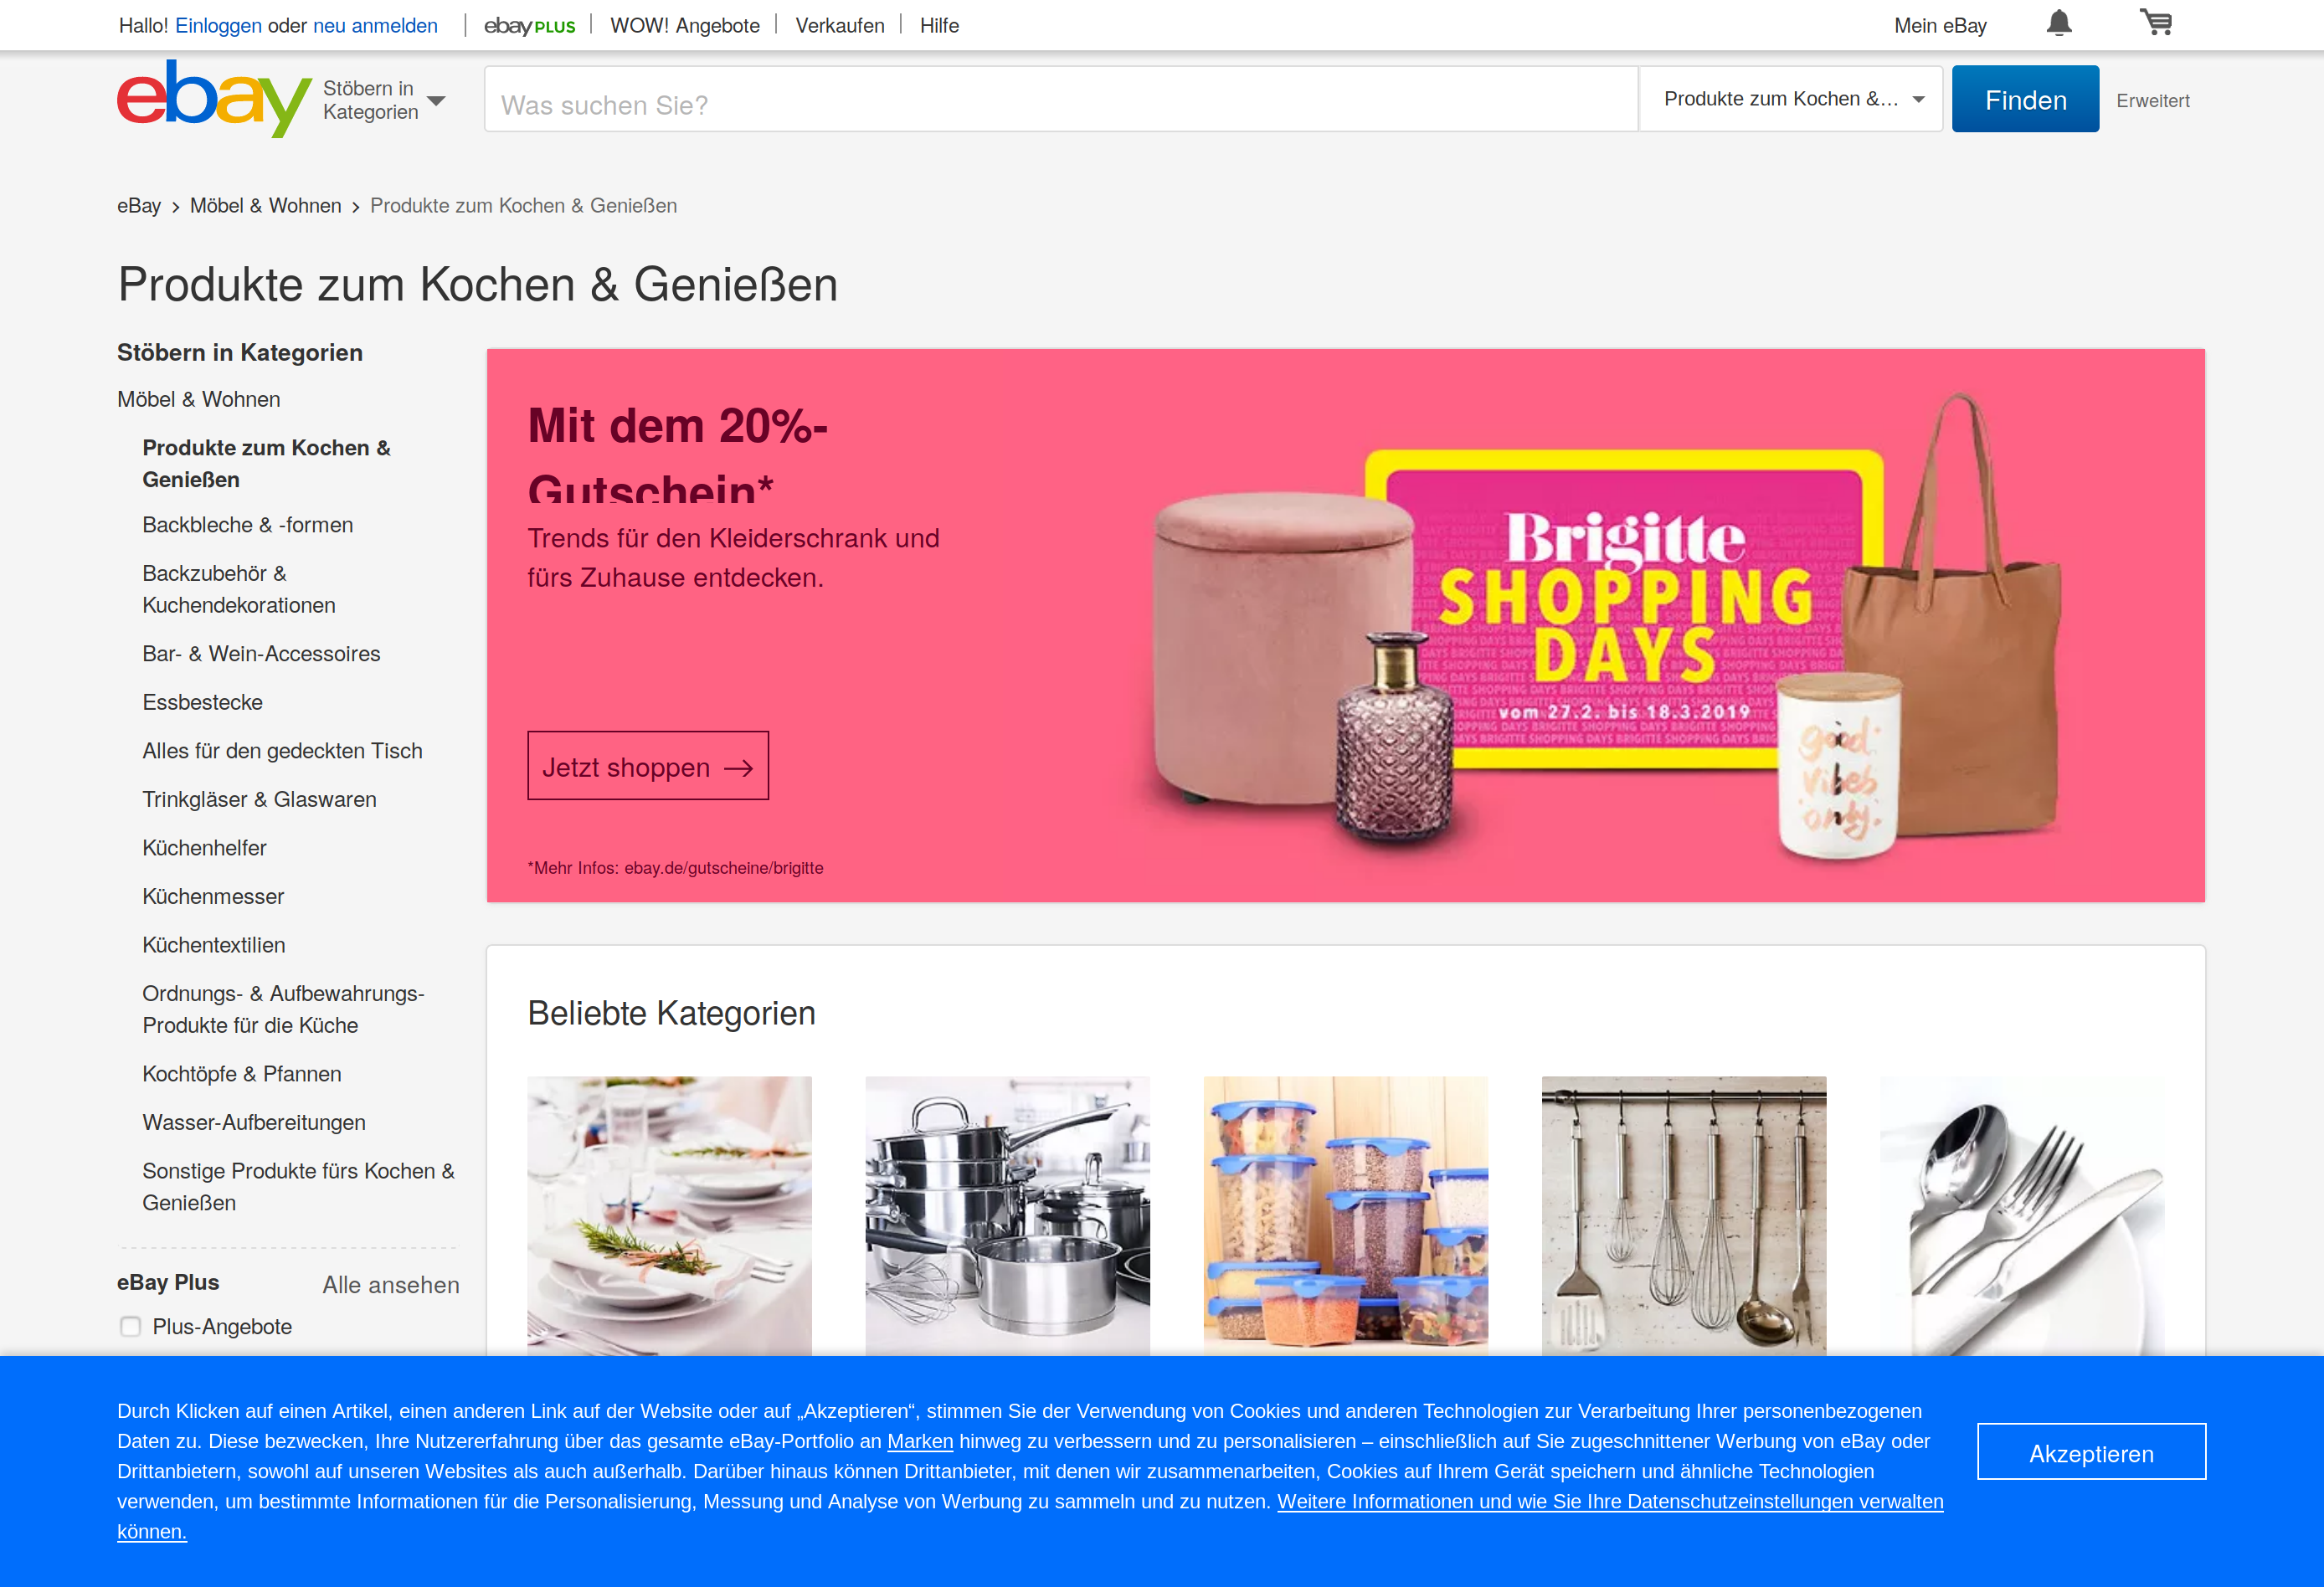 Hallo! Einloggen oder neu anmelden
ebay PLUS
WOW! Angebote
Verkaufen
Hilfe
Mein eBay
ebay
Stöbern in
Kategorien
Was suchen Sie?
Produkte zum Kochen &...
Finden
Erweitert
eBay > Möbel & Wohnen > Produkte zum Kochen & Genießen
Produkte zum Kochen & Genießen
Stöbern in Kategorien
Möbel & Wohnen
Produkte zum Kochen &
Genießen
Backbleche & -formen
Backzubehör &
Kuchendekorationen
Bar- & Wein-Accessoires
Essbestecke
Alles für den gedeckten Tisch
Trinkgläser & Glaswaren
Küchenhelfer
Küchenmesser
Küchentextilien
Ordnungs- & Aufbewahrungs-
Produkte für die Küche
Kochtöpfe & Pfannen
Wasser-Aufbereitungen
Sonstige Produkte fürs Kochen &
Genießen
eBay Plus
Alle ansehen
Plus-Angebote
Mit dem 20%-
Gutschein*
Trends für den Kleiderschrank und
fürs Zuhause entdecken.
Jetzt shoppen
*Mehr Infos: ebay.de/gutscheine/brigitte
Brigitte
SHOPPING
DAYS
vom 27.2. bis 18.3.2019
good
vibes
only.
Beliebte Kategorien
Durch Klicken auf einen Artikel, einen anderen Link auf der Website oder auf „Akzeptieren“, stimmen Sie der Verwendung von Cookies und anderen Technologien zur Verarbeitung Ihrer personenbezogenen
Daten zu. Diese bezwecken, Ihre Nutzererfahrung über das gesamte eBay-Portfolio an Marken hinweg zu verbessern und zu personalisieren – einschließlich auf Sie zugeschnittener Werbung von eBay oder
Drittanbietern, sowohl auf unseren Websites als auch außerhalb. Darüber hinaus können Drittanbieter, mit denen wir zusammenarbeiten, Cookies auf Ihrem Gerät speichern und ähnliche Technologien
verwenden, um bestimmte Informationen für die Personalisierung, Messung und Analyse von Werbung zu sammeln und zu nutzen. Weitere Informationen und wie Sie Ihre Datenschutzeinstellungen verwalten
können.
Akzeptieren